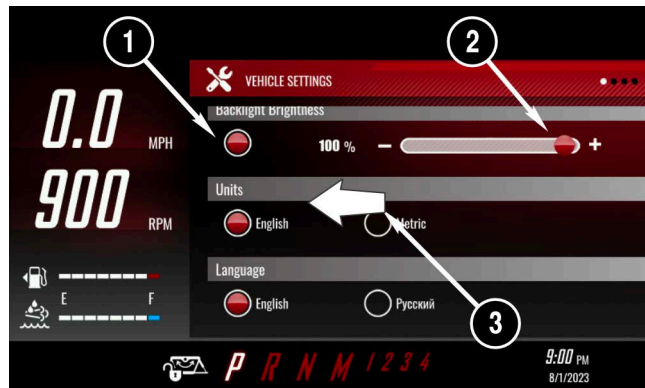 1
2
VEHICLE SETTINGS
Backlight Brightness
0.0 MPH
100 % − +
900 RPM
Units
English Metric
Language
English Русский
3
E F
P R N M 1 2 3 4
9:00 PM
8/1/2023